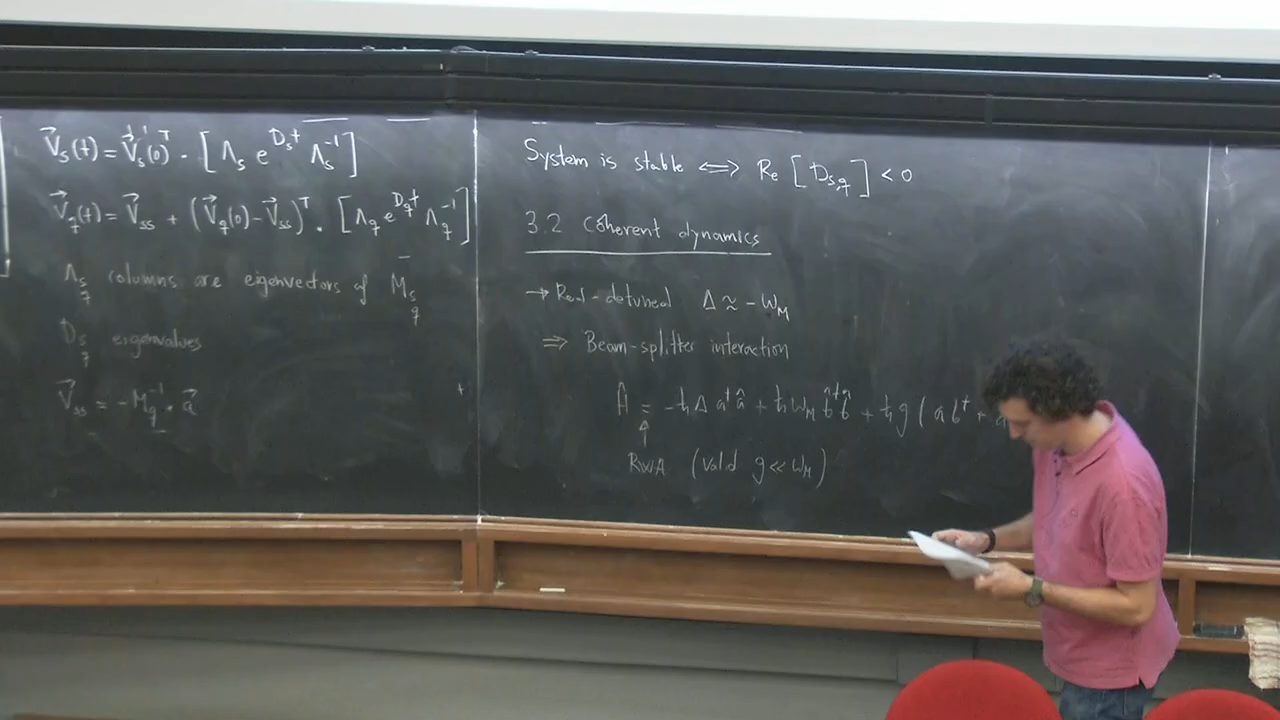 V⃗s(t) = V⃗s(0)ᵀ · [Λs e^{Ds t} Λs⁻¹]
V⃗q(t) = V⃗ss + (V⃗q(0) - V⃗ss)ᵀ · [Λq e^{Dq t} Λq⁻¹]
Λs,q columns are eigenvectors of Ms,q
Ds,q eigenvalues
V⃗ss = -Mq⁻¹ · a⃗
System is stable ⟺ Re [Ds,q] < 0
3.2 Coherent dynamics
→ Red-detuned Δ ≈ -ωM
⇒ Beam-splitter interaction
Ĥ = -ħΔ a†â + ħωM b̂†b̂ + ħg (a b† +
↑
RWA (valid g << ωM)